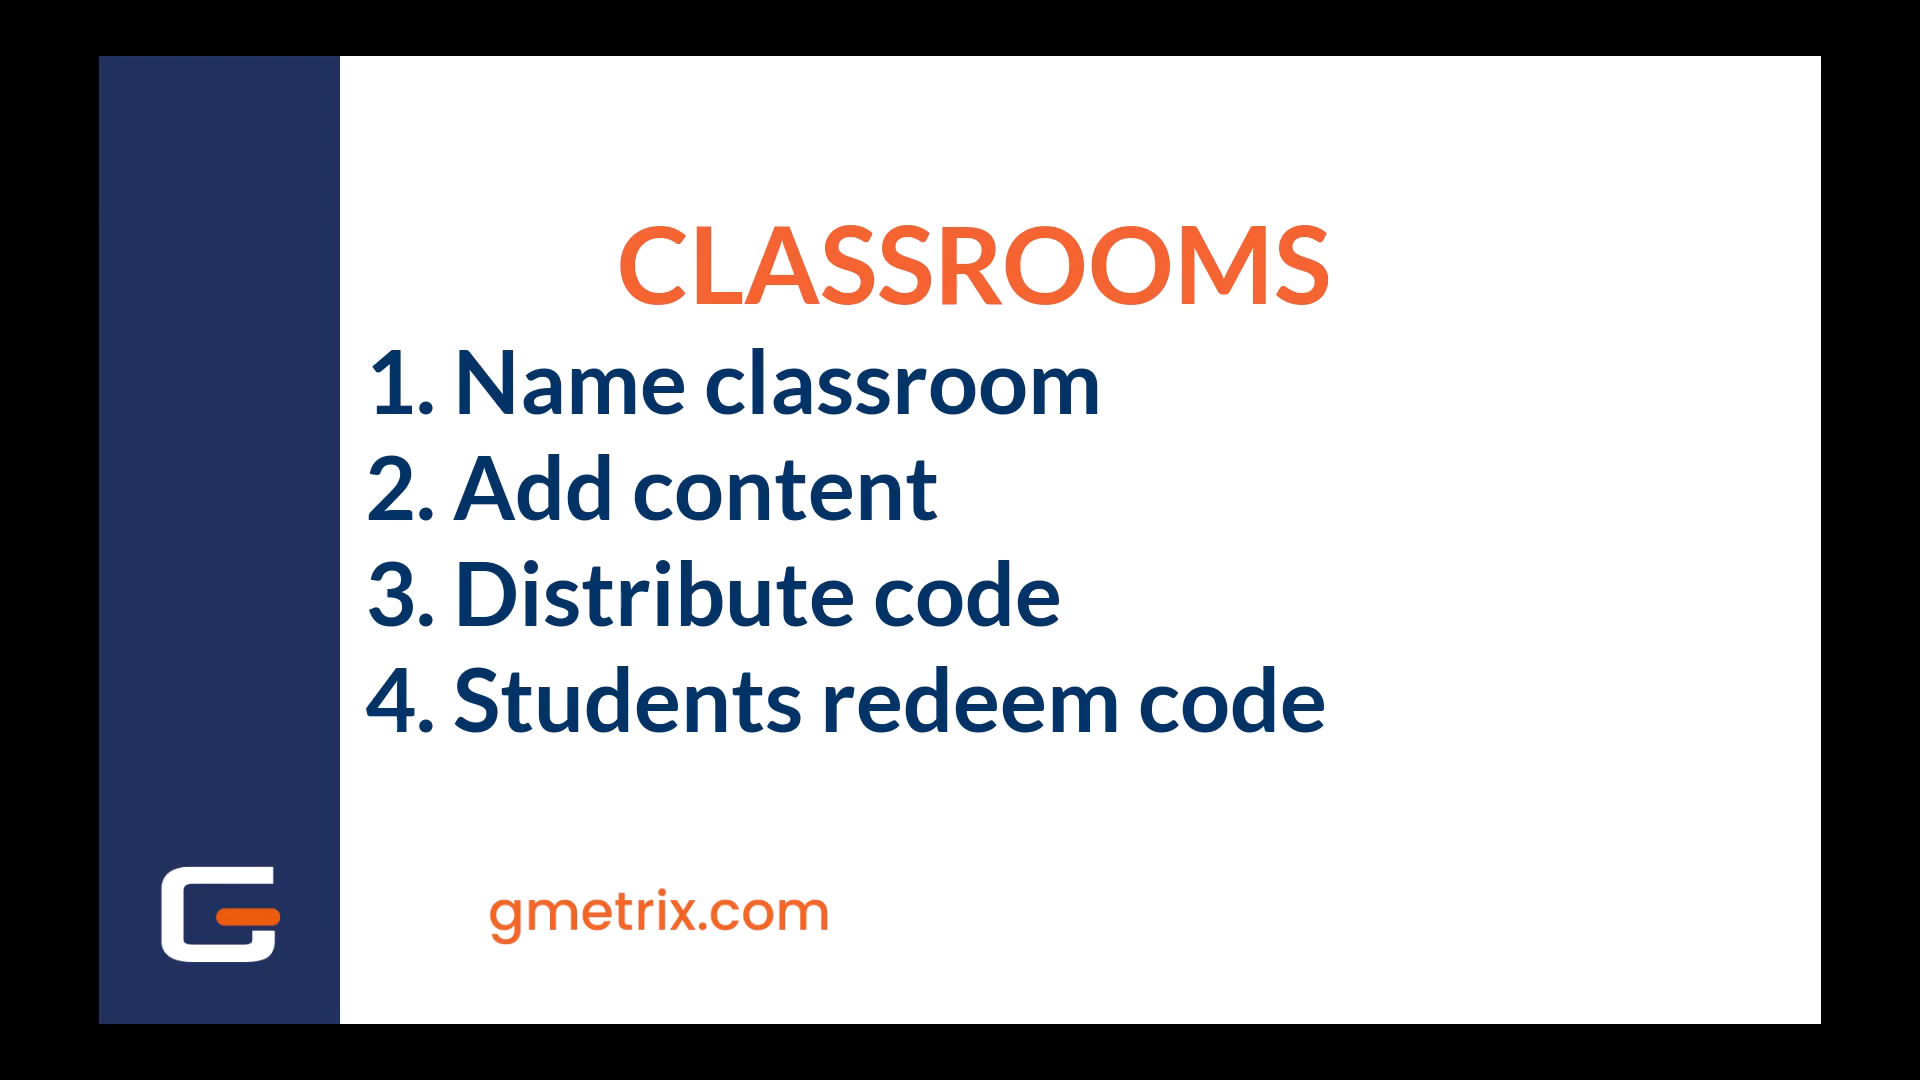 CLASSROOMS
1. Name classroom
2. Add content
3. Distribute code
4. Students redeem code
gmetrix.com